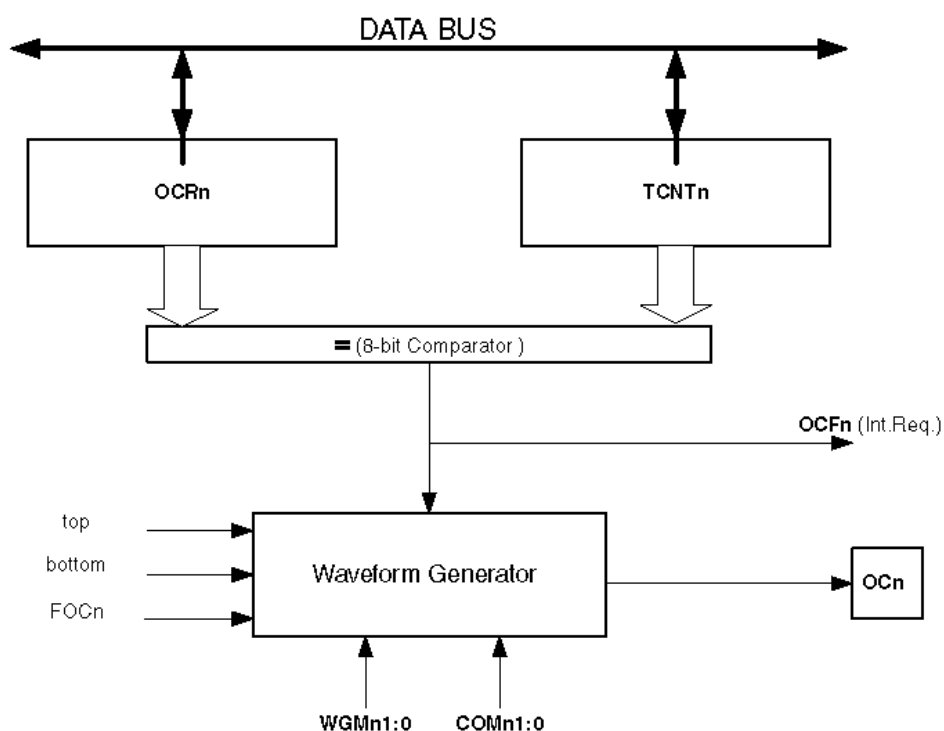 DATA BUS
OCRn
TCNTn
= (8-bit Comparator )
OCFn (Int.Req.)
top
bottom
FOCn
Waveform Generator
OCn
WGMn1:0
COMn1:0